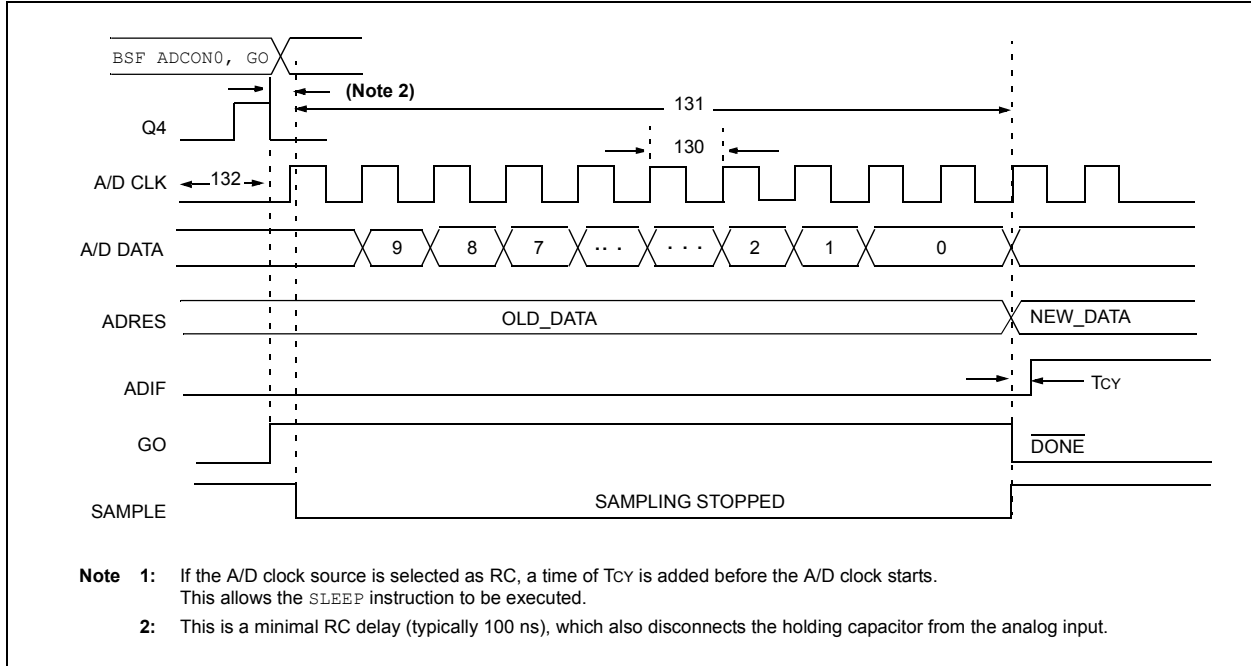 BSF ADCON0, GO
(Note 2)
131
Q4
130
A/D CLK
132
A/D DATA
9 8 7 . . . . . . 2 1 0
ADRES
OLD_DATA
NEW_DATA
ADIF
TCY
GO
DONE
SAMPLE
SAMPLING STOPPED
Note 1: If the A/D clock source is selected as RC, a time of TCY is added before the A/D clock starts.
This allows the SLEEP instruction to be executed.
2: This is a minimal RC delay (typically 100 ns), which also disconnects the holding capacitor from the analog input.